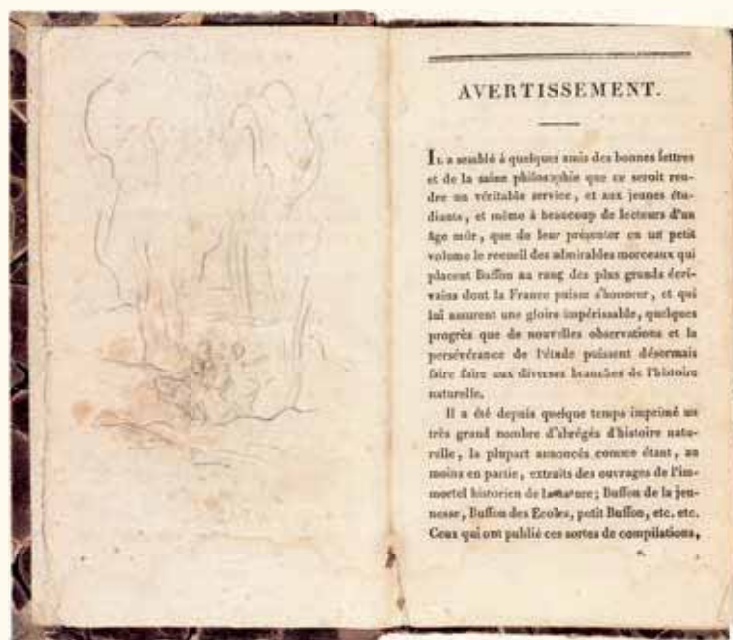 AVERTISSEMENT.
IL a semblé à quelques amis des bonnes lettres
et de la saine philosophie que ce seroit ren-
dre un véritable service, et aux jeunes étu-
diants, et même à beaucoup de lecteurs d'un
âge mûr, que de leur présenter en un petit
volume le recueil des admirables morceaux qui
placent Buffon au rang des plus grands écri-
vains dont la France puisse s'honorer, et qui
lui assurent une gloire impérissable, quelques
progrès que de nouvelles observations et la
persévérance de l'étude puissent désormais
faire faire aux diverses branches de l'histoire
naturelle.
Il a été depuis quelque temps imprimé un
très grand nombre d'abrégés d'histoire natu-
relle, la plupart annoncés comme étant, au
moins en partie, extraits des ouvrages de l'im-
mortel historien de la nature; Buffon de la jeu-
nesse, Buffon des Ecoles, petit Buffon, etc. etc.
Ceux qui ont publié ces sortes de compilations,